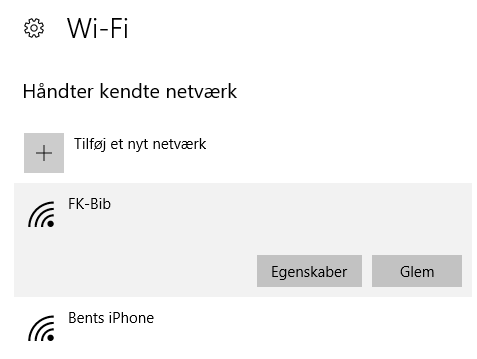 Wi-Fi
Håndter kendte netværk
Tilføj et nyt netværk
FK-Bib
Egenskaber
Glem
Bents iPhone